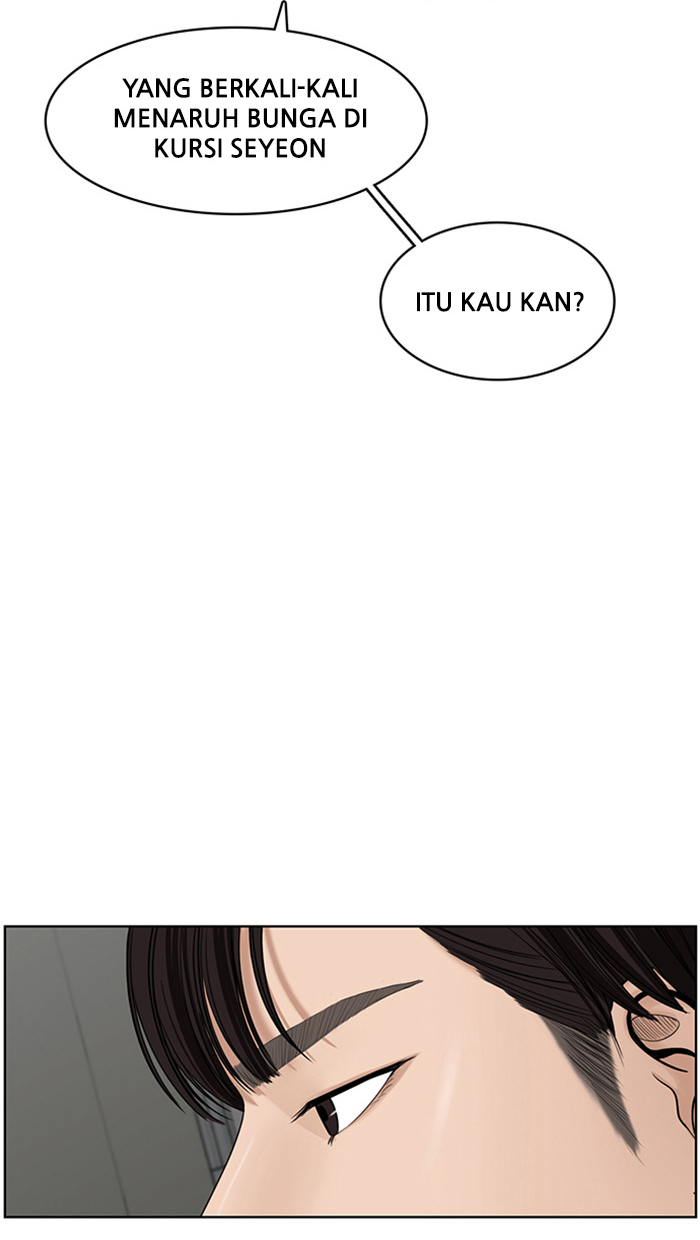 YANG BERKALI-KALI
MENARUH BUNGA DI
KURSI SEYEON
ITU KAU KAN?